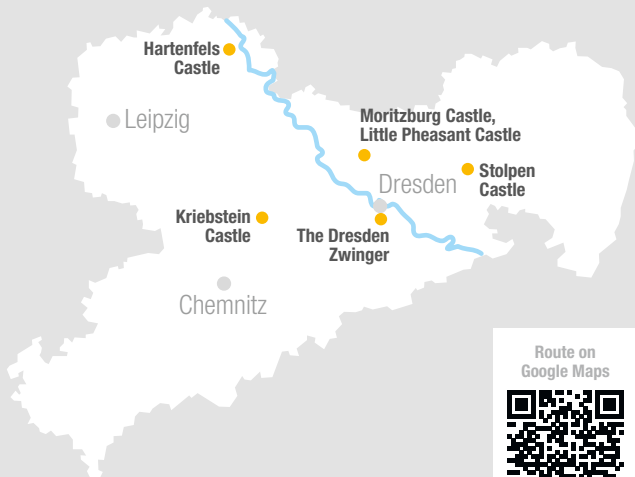 Hartenfels
Castle
Leipzig
Moritzburg Castle,
Little Pheasant Castle
Dresden
Stolpen
Castle
Kriebstein
Castle
The Dresden
Zwinger
Chemnitz
Route on
Google Maps